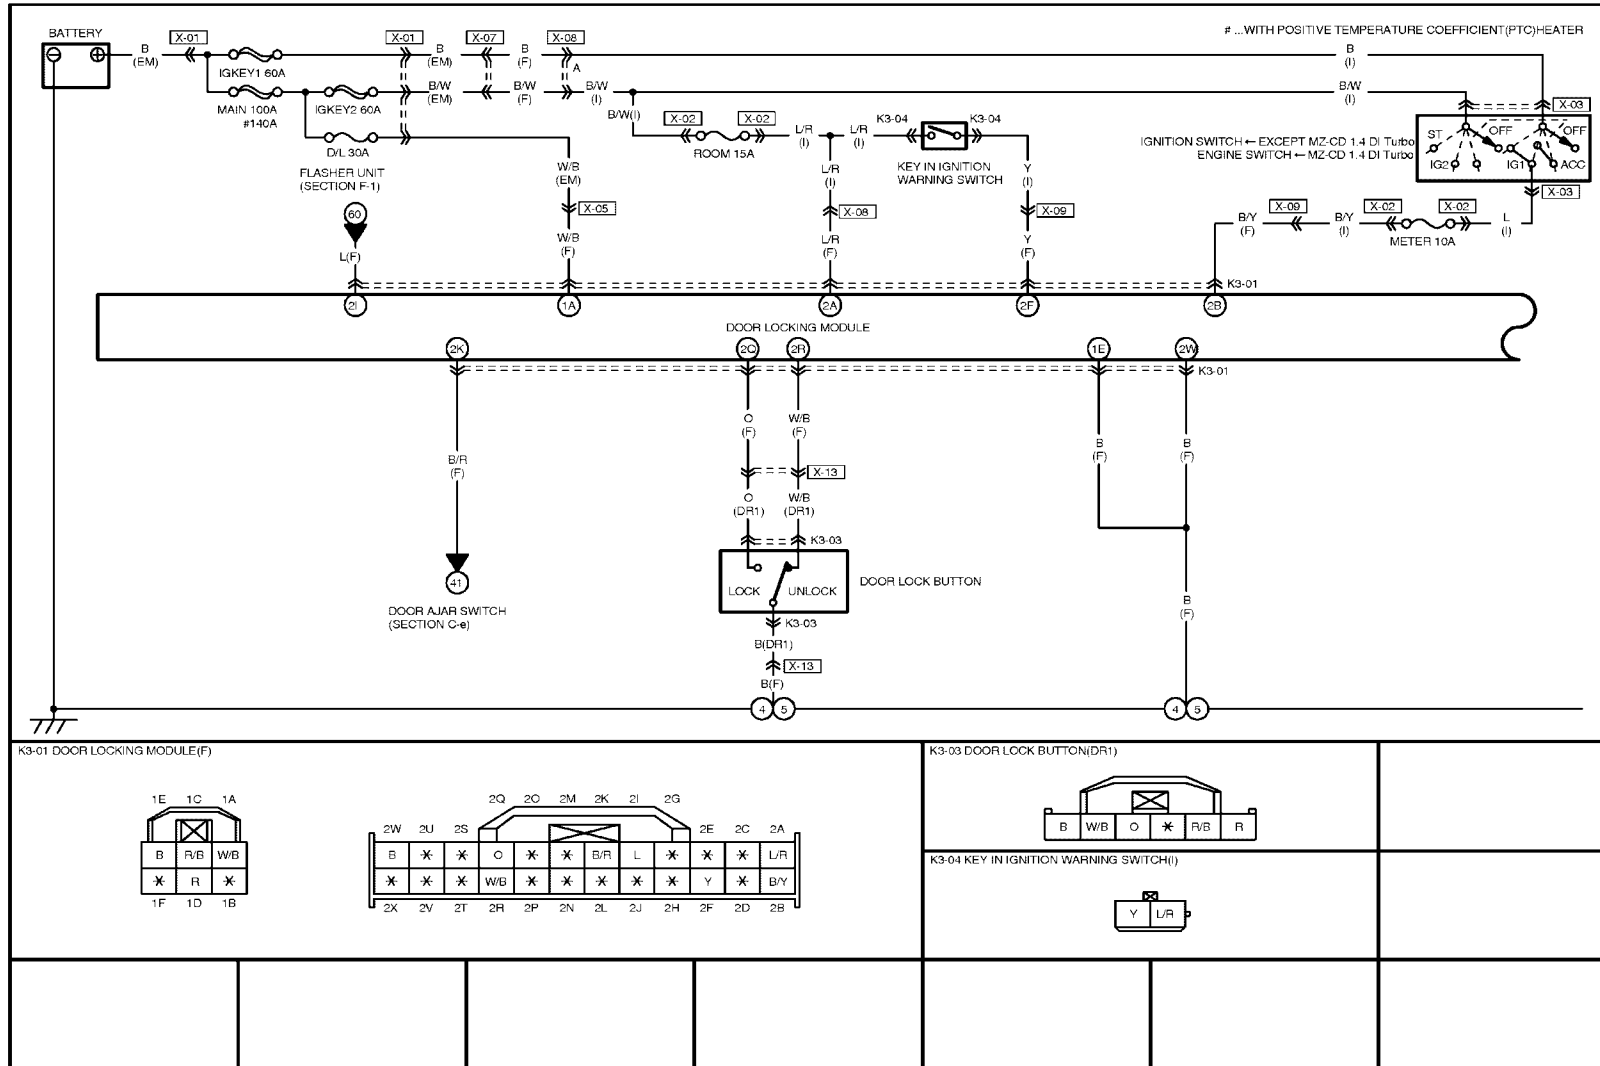 BATTERY
# ...WITH POSITIVE TEMPERATURE COEFFICIENT(PTC)HEATER
B
(EM)
X-01
IGKEY1 60A
X-01
B
(EM)
X-07
B
(F)
X-08
A
B
(I)
MAIN 100A
#140A
IGKEY2 60A
B/W
(EM)
B/W
(F)
B/W
(I)
B/W
(I)
X-03
B/W(I)
X-02
X-02
ROOM 15A
L/R
(I)
L/R
(I)
K3-04
K3-04
KEY IN IGNITION
WARNING SWITCH
IGNITION SWITCH ← EXCEPT MZ-CD 1.4 DI Turbo
ENGINE SWITCH ← MZ-CD 1.4 DI Turbo
ST
OFF
OFF
IG2
IG1
ACC
X-03
D/L 30A
FLASHER UNIT
(SECTION F-1)
60
L(F)
W/B
(EM)
X-05
W/B
(F)
L/R
(I)
X-08
L/R
(F)
Y
(I)
X-09
Y
(F)
B/Y
(F)
X-09
B/Y
(I)
X-02
X-02
METER 10A
L
(I)
K3-01
2I
1A
2A
2F
2B
DOOR LOCKING MODULE
2K
2Q
2R
1E
2W
K3-01
B/R
(F)
O
(F)
W/B
(F)
B
(F)
B
(F)
X-13
O
(DR1)
W/B
(DR1)
K3-03
LOCK
UNLOCK
DOOR LOCK BUTTON
41
DOOR AJAR SWITCH
(SECTION C-e)
K3-03
B(DR1)
X-13
B(F)
B
(F)
4 5
4 5
K3-01 DOOR LOCKING MODULE(F)
1E 1C 1A
B R/B W/B
* R *
1F 1D 1B
2Q 2O 2M 2K 2I 2G
2W 2U 2S 2E 2C 2A
B * * O * * B/R L * * * L/R
* * * W/B * * * * * Y * B/Y
2X 2V 2T 2R 2P 2N 2L 2J 2H 2F 2D 2B
K3-03 DOOR LOCK BUTTON(DR1)
B W/B O * R/B R
K3-04 KEY IN IGNITION WARNING SWITCH(I)
Y L/R